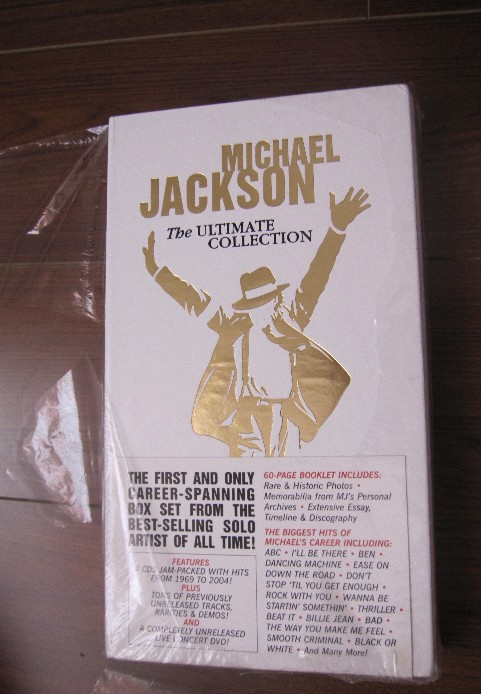 MICHAEL
JACKSON
The ULTIMATE
COLLECTION
THE FIRST AND ONLY
CAREER-SPANNING
BOX SET FROM THE
BEST-SELLING SOLO
ARTIST OF ALL TIME!
FEATURES
CDS JAM-PACKED WITH HITS
FROM 1969 TO 2004!
PLUS
TONS OF PREVIOUSLY
UNRELEASED TRACKS,
RARITIES & DEMOS!
AND
A COMPLETELY UNRELEASED
LIVE CONCERT DVD!
60-PAGE BOOKLET INCLUDES:
Rare & Historic Photos •
Memorabilia from MJ's Personal
Archives • Extensive Essay,
Timeline & Discography
THE BIGGEST HITS OF
MICHAEL'S CAREER INCLUDING:
ABC • I'LL BE THERE • BEN •
DANCING MACHINE • EASE ON
DOWN THE ROAD • DON'T
STOP 'TIL YOU GET ENOUGH •
ROCK WITH YOU • WANNA BE
STARTIN' SOMETHIN' • THRILLER •
BEAT IT • BILLIE JEAN • BAD •
THE WAY YOU MAKE ME FEEL •
SMOOTH CRIMINAL • BLACK OR
WHITE • And Many More!